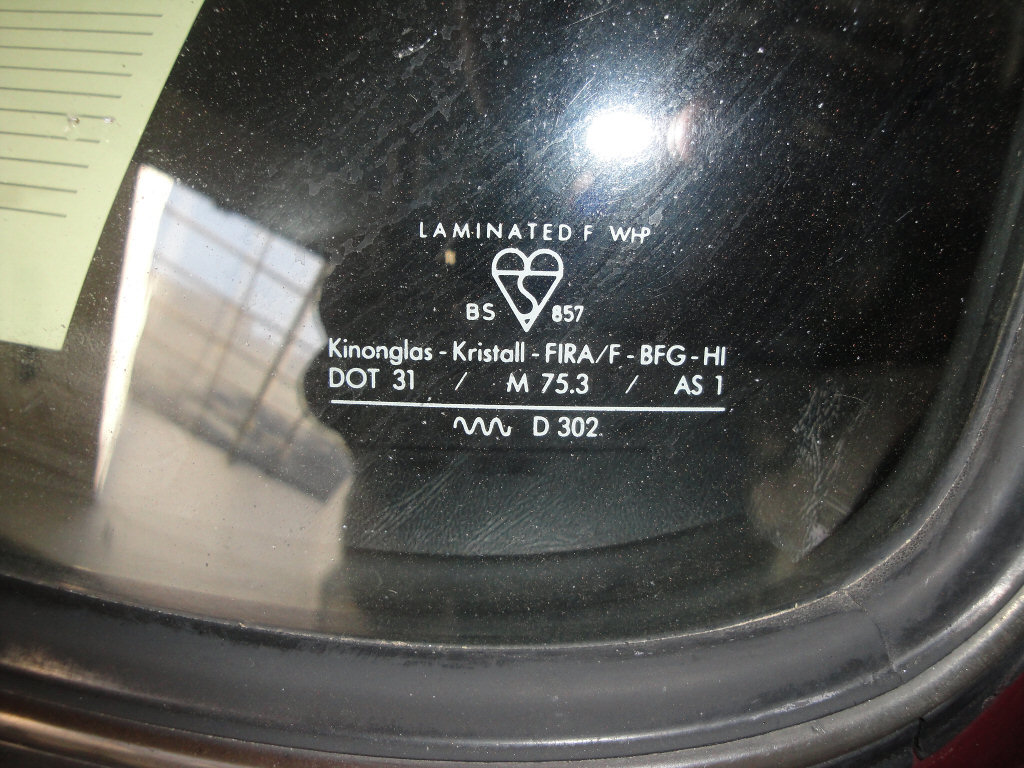 LAMINATED F WHP
BS 857
Kinonglas - Kristall - FIRA/F - BFG - HI
DOT 31 / M 75.3 / AS 1
D 302